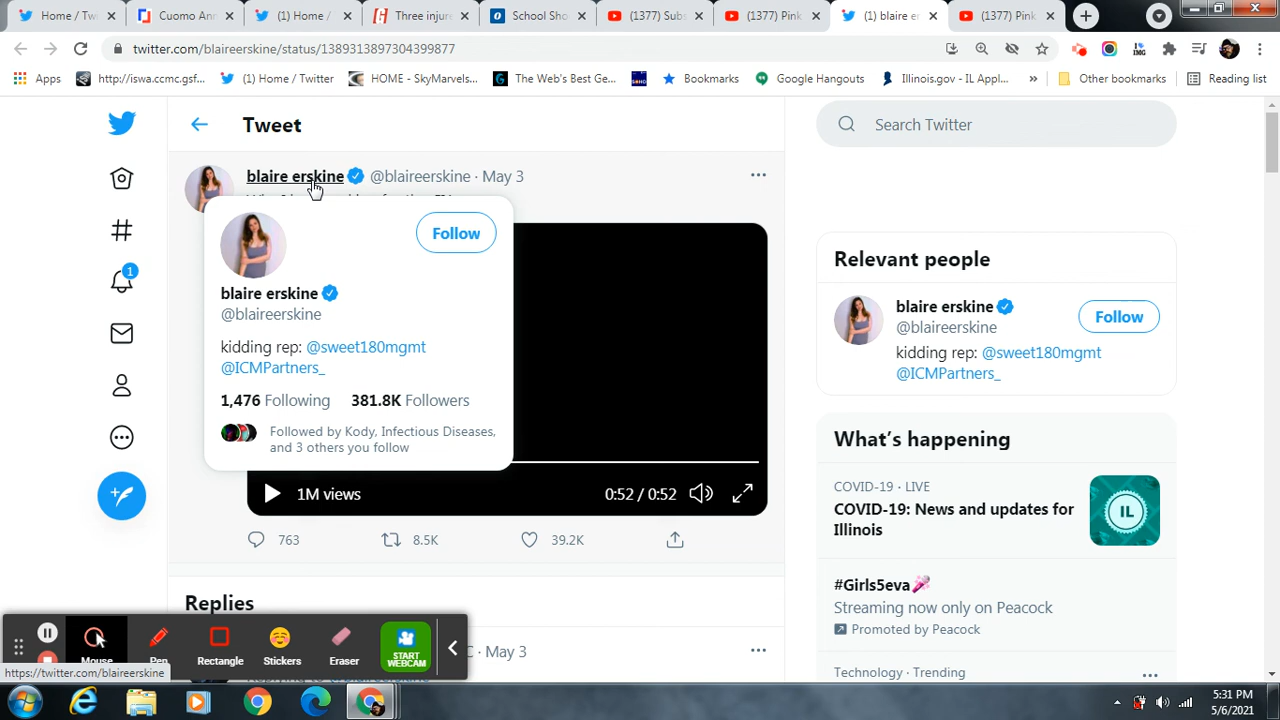 Home / Tw
Cuomo Ann
(1) Home /
Three injure
School Sho
(1377) Subs
(1377) Pink
(1) blaire er
(1377) Pink
twitter.com/blaireerskine/status/1389313897304399877
Apps
http://iswa.ccmc.gsf...
(1) Home / Twitter
HOME - SkyMarvels...
The Web's Best Ge...
Bookmarks
Google Hangouts
Illinois.gov - IL Appl...
Other bookmarks
Reading list
Tweet
Search Twitter
blaire erskine @blaireerskine · May 3
Follow
blaire erskine
@blaireerskine
kidding rep: @sweet180mgmt
@ICMPartners_
1,476 Following 381.8K Followers
Followed by Kody, Infectious Diseases,
and 3 others you follow
1M views
0:52 / 0:52
763
8.5K
39.2K
Replies
· May 3
Relevant people
blaire erskine
@blaireerskine
Follow
kidding rep: @sweet180mgmt
@ICMPartners_
What's happening
COVID-19 · LIVE
COVID-19: News and updates for
Illinois
IL
#Girls5eva
Streaming now only on Peacock
Promoted by Peacock
Technology · Trending
1
Mouse
Pen
Rectangle
Stickers
Eraser
START
WEBCAM
https://twitter.com/blaireerskine
5:31 PM
5/6/2021